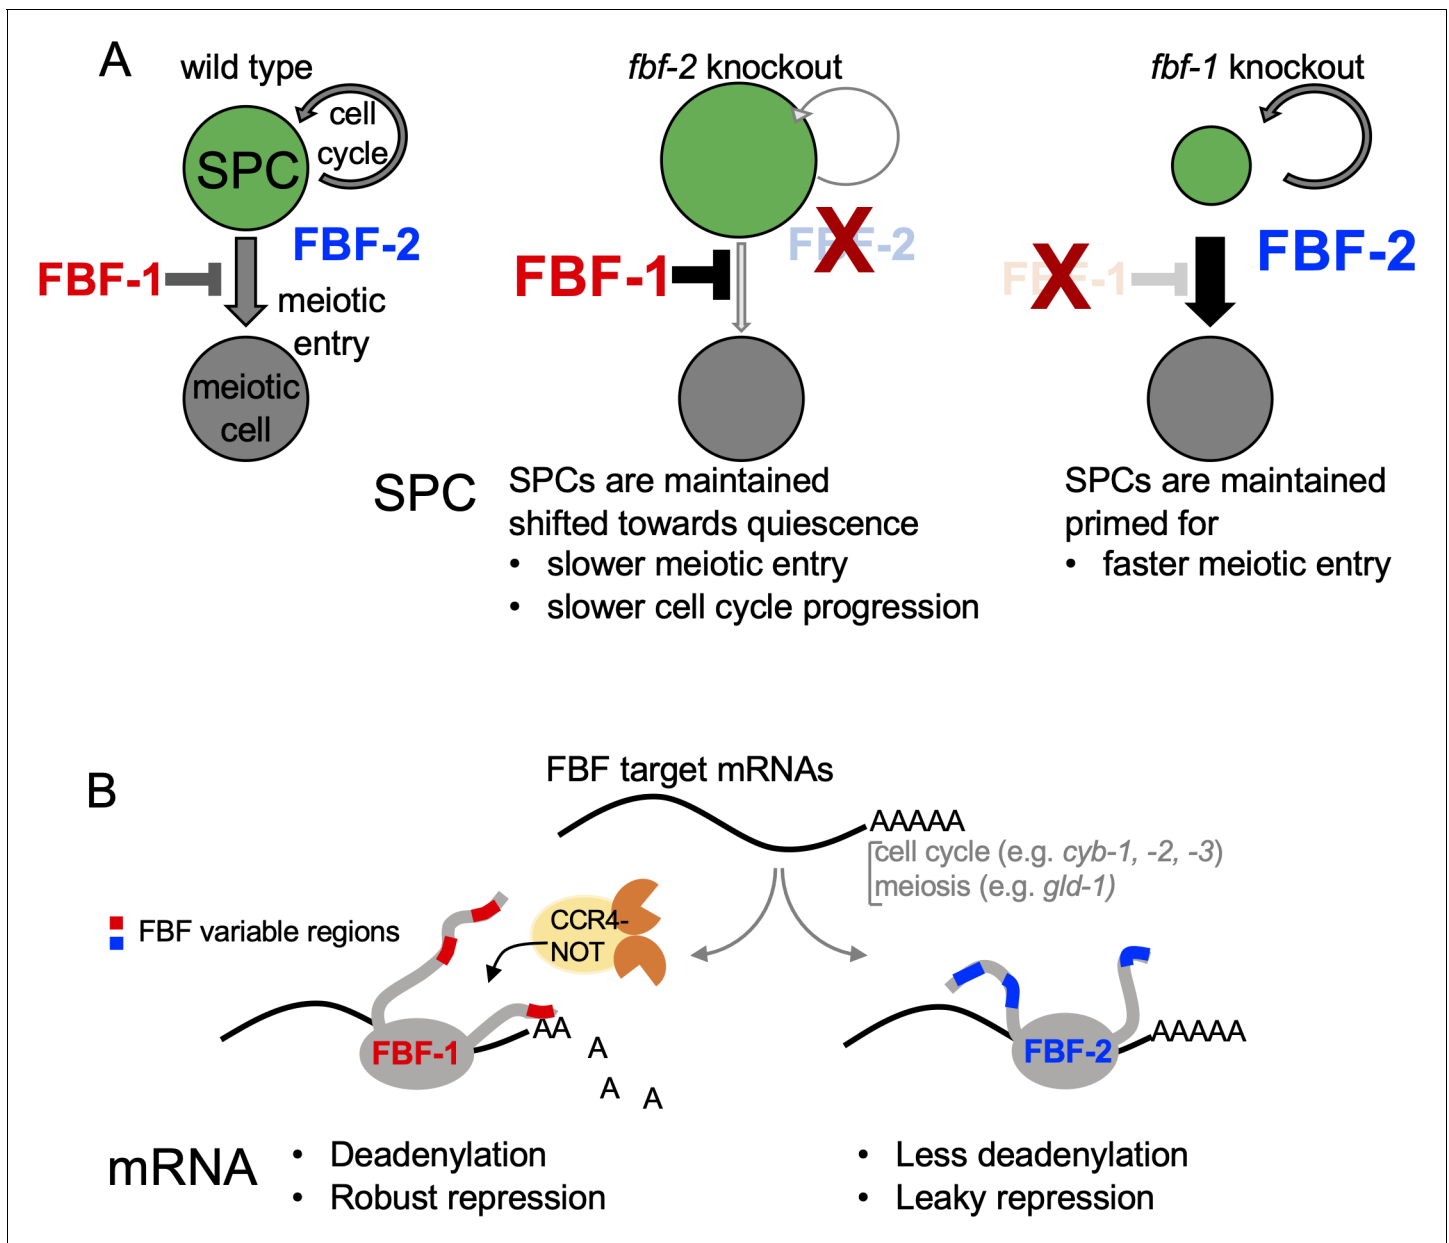 A
wild type
cell
cycle
SPC
FBF-2
FBF-1
meiotic
entry
meiotic
cell
fbf-2 knockout
FBF-2
X
FBF-1
fbf-1 knockout
FBF-2
FBF-1
X
SPC
SPCs are maintained
shifted towards quiescence
• slower meiotic entry
• slower cell cycle progression
SPCs are maintained
primed for
• faster meiotic entry
B
FBF target mRNAs
AAAAA
cell cycle (e.g. cyb-1, -2, -3)
meiosis (e.g. gld-1)
FBF variable regions
CCR4-
NOT
FBF-1
AA
A
A
A
FBF-2
AAAAA
mRNA
• Deadenylation
• Robust repression
• Less deadenylation
• Leaky repression